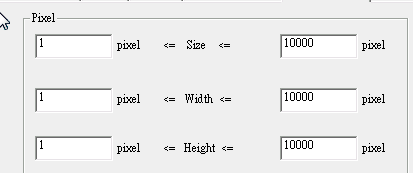 Pixel
1 pixel <= Size <= 10000 pixel
1 pixel <= Width <= 10000 pixel
1 pixel <= Height <= 10000 pixel